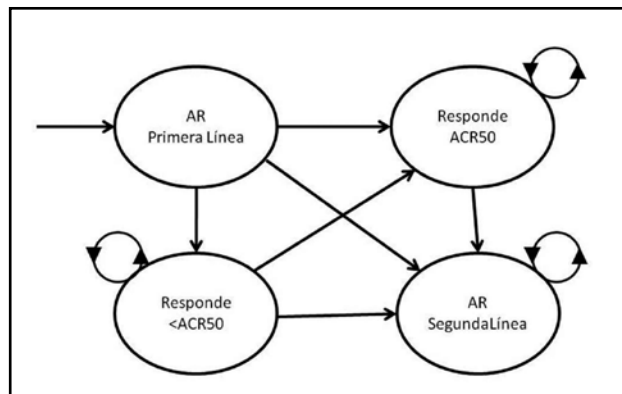 AR
Primera Línea
Responde
ACR50
Responde
<ACR50
AR
SegundaLínea